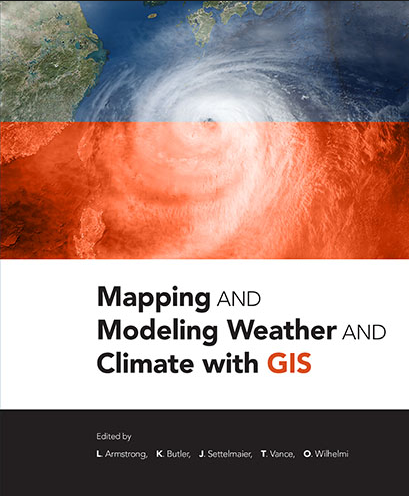 Mapping AND
Modeling Weather AND
Climate with GIS
Edited by
L. Armstrong, K. Butler, J. Settelmaier, T. Vance, O. Wilhelmi